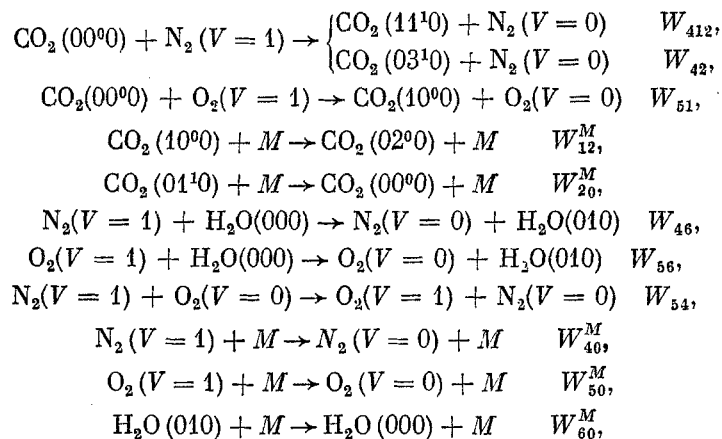 CO₂(00⁰0) + N₂(V = 1) → { CO₂(11¹0) + N₂(V = 0) W₄₁₂,
CO₂(03¹0) + N₂(V = 0) W₄₂,
CO₂(00⁰0) + O₂(V = 1) → CO₂(10⁰0) + O₂(V = 0) W₅₁,
CO₂(10⁰0) + M → CO₂(02⁰0) + M W₁₂ᴹ,
CO₂(01¹0) + M → CO₂(00⁰0) + M W₂₀ᴹ,
N₂(V = 1) + H₂O(000) → N₂(V = 0) + H₂O(010) W₄₆,
O₂(V = 1) + H₂O(000) → O₂(V = 0) + H₂O(010) W₅₆,
N₂(V = 1) + O₂(V = 0) → O₂(V = 1) + N₂(V = 0) W₅₄,
N₂(V = 1) + M → N₂(V = 0) + M W₄₀ᴹ,
O₂(V = 1) + M → O₂(V = 0) + M W₅₀ᴹ,
H₂O(010) + M → H₂O(000) + M W₆₀ᴹ,